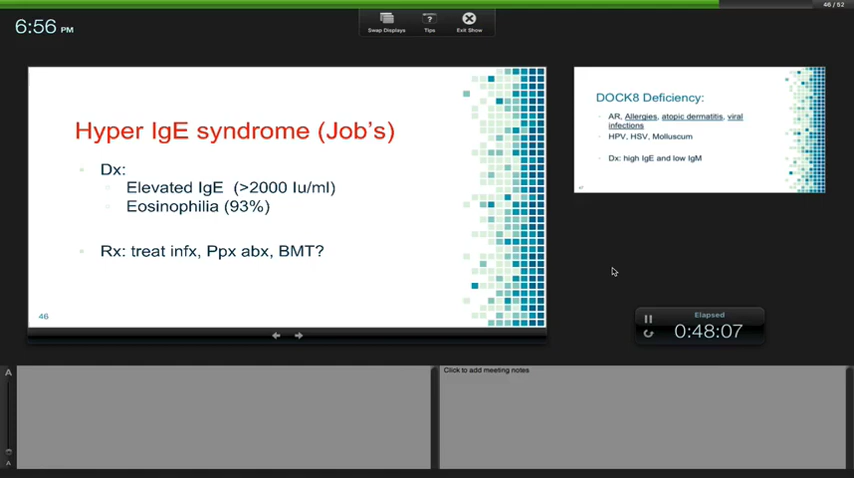 46 / 52
6:56 PM
Swap Displays
Tips
Exit Show
Hyper IgE syndrome (Job's)
Dx:
Elevated IgE (>2000 Iu/ml)
Eosinophilia (93%)
Rx: treat infx, Ppx abx, BMT?
46
DOCK8 Deficiency:
AR, Allergies, atopic dermatitis, viral
infections
HPV, HSV, Molluscum
Dx: high IgE and low IgM
47
Elapsed
0:48:07
A
A
Click to add meeting notes